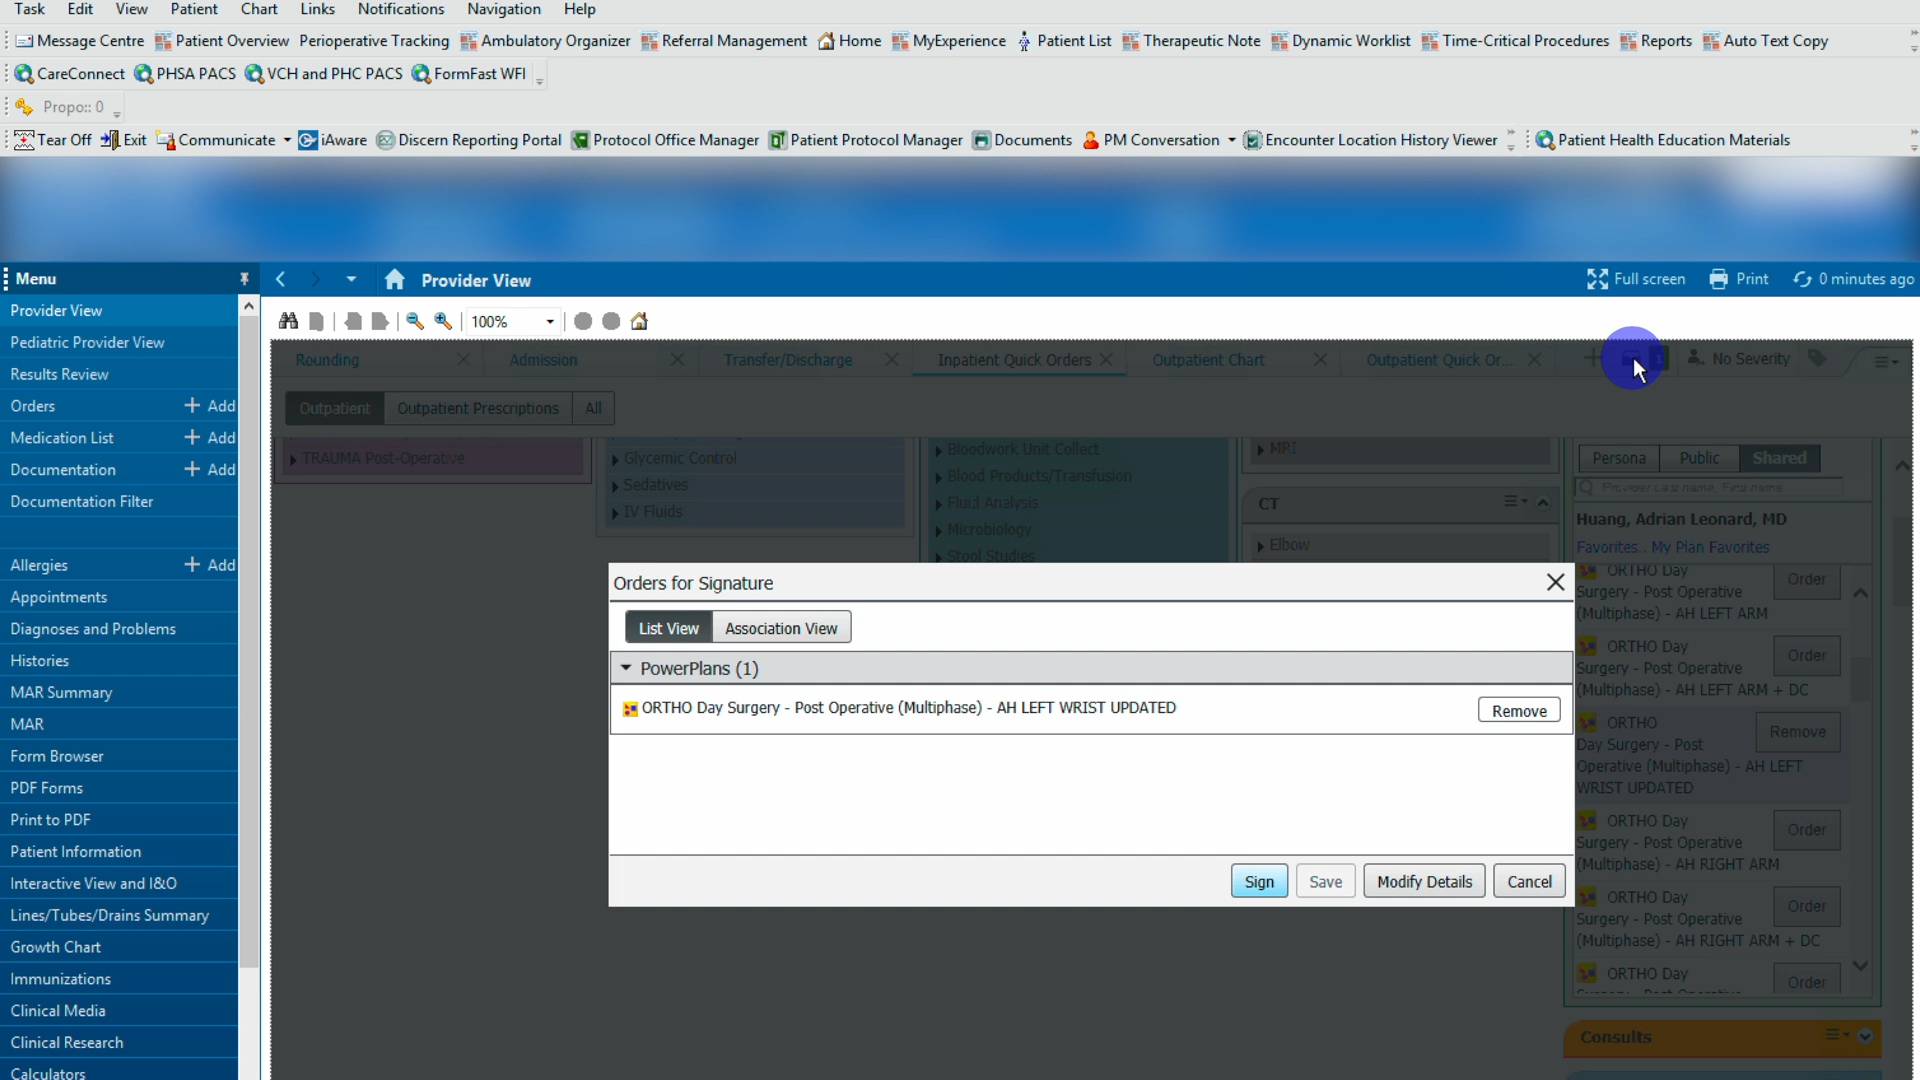 Task Edit View Patient Chart Links Notifications Navigation Help
Message Centre Patient Overview Perioperative Tracking Ambulatory Organizer Referral Management Home MyExperience Patient List Therapeutic Note Dynamic Worklist Time-Critical Procedures Reports Auto Text Copy
CareConnect PHSA PACS VCH and PHC PACS FormFast WFI
Propo:: 0
Tear Off Exit Communicate iAware Discern Reporting Portal Protocol Office Manager Patient Protocol Manager Documents PM Conversation Encounter Location History Viewer Patient Health Education Materials
Menu
Provider View
Pediatric Provider View
Results Review
Orders + Add
Medication List + Add
Documentation + Add
Documentation Filter
Allergies + Add
Appointments
Diagnoses and Problems
Histories
MAR Summary
MAR
Form Browser
PDF Forms
Print to PDF
Patient Information
Interactive View and I&O
Lines/Tubes/Drains Summary
Growth Chart
Immunizations
Clinical Media
Clinical Research
Calculators
Provider View
Full screen Print 0 minutes ago
100%
Rounding Admission Transfer/Discharge Inpatient Quick Orders Outpatient Chart Outpatient Quick Or... 1 No Severity
Outpatient Outpatient Prescriptions All
TRAUMA Post-Operative
Glycemic Control
Sedatives
IV Fluids
Bloodwork Unit Collect
Blood Products/Transfusion
Fluid Analysis
Microbiology
Stool Studies
MRI
CT
Elbow
Persona Public Shared
Huang, Adrian Leonard, MD
Favorites.. My Plan Favorites
ORTHO Day Order
Surgery - Post Operative
(Multiphase) - AH LEFT ARM
ORTHO Day Order
Surgery - Post Operative
(Multiphase) - AH LEFT ARM + DC
ORTHO Remove
Day Surgery - Post
Operative (Multiphase) - AH LEFT
WRIST UPDATED
ORTHO Day Order
Surgery - Post Operative
(Multiphase) - AH RIGHT ARM
ORTHO Day Order
Surgery - Post Operative
(Multiphase) - AH RIGHT ARM + DC
ORTHO Day Order
Consults
Orders for Signature
List View Association View
PowerPlans (1)
ORTHO Day Surgery - Post Operative (Multiphase) - AH LEFT WRIST UPDATED Remove
Sign Save Modify Details Cancel